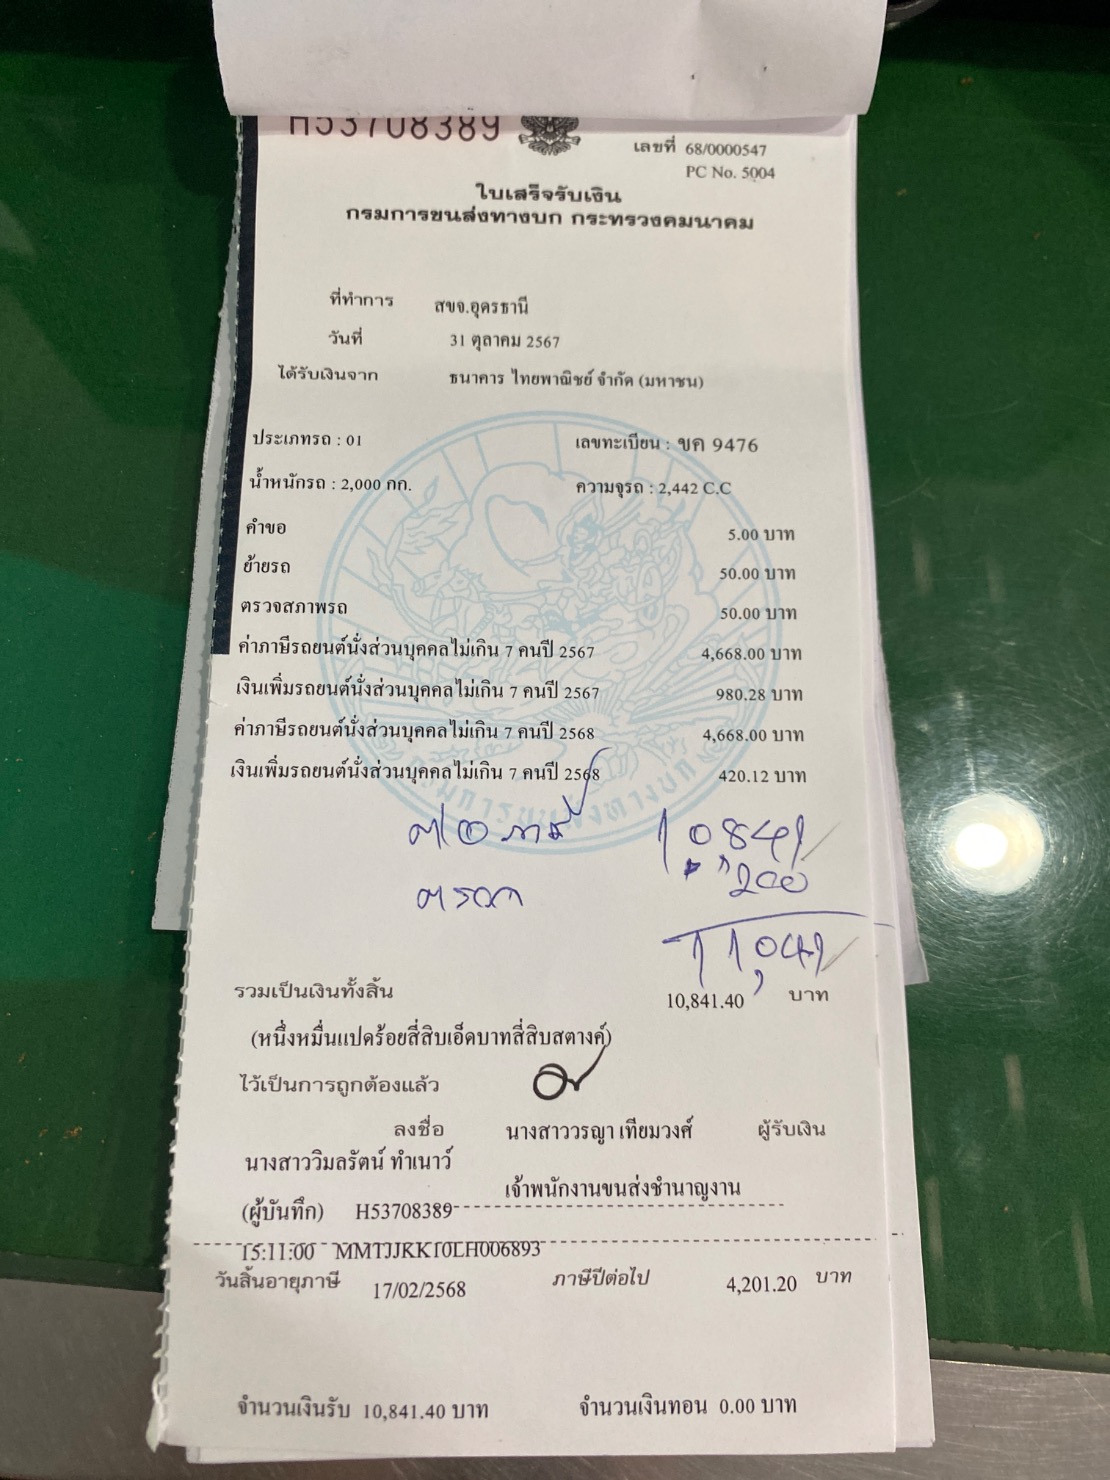 H53708389
เลขที่ 68/0000547
PC No. 5004
ใบเสร็จรับเงิน
กรมการขนส่งทางบก กระทรวงคมนาคม
ที่ทำการ สขจ.อุดรธานี
วันที่ 31 ตุลาคม 2567
ได้รับเงินจาก ธนาคาร ไทยพาณิชย์ จำกัด (มหาชน)
ประเภทรถ : 01 เลขทะเบียน : ขค 9476
น้ำหนักรถ : 2,000 กก. ความจุรถ : 2,442 C.C
คำขอ 5.00 บาท
ย้ายรถ 50.00 บาท
ตรวจสภาพรถ 50.00 บาท
ค่าภาษีรถยนต์นั่งส่วนบุคคลไม่เกิน 7 คนปี 2567 4,668.00 บาท
เงินเพิ่มรถยนต์นั่งส่วนบุคคลไม่เกิน 7 คนปี 2567 980.28 บาท
ค่าภาษีรถยนต์นั่งส่วนบุคคลไม่เกิน 7 คนปี 2568 4,668.00 บาท
เงินเพิ่มรถยนต์นั่งส่วนบุคคลไม่เกิน 7 คนปี 2568 420.12 บาท
กรมการขนส่งทางบก
ต่อภาษี 10,841
ตรวจ 200
11,041
รวมเป็นเงินทั้งสิ้น 10,841.40 บาท
(หนึ่งหมื่นแปดร้อยสี่สิบเอ็ดบาทสี่สิบสตางค์)
ไว้เป็นการถูกต้องแล้ว
ลงชื่อ นางสาววรญา เทียมวงศ์ ผู้รับเงิน
นางสาววิมลรัตน์ ทำเนาว์
เจ้าพนักงานขนส่งชำนาญงาน
(ผู้บันทึก) H53708389
15:11:00 MMTJJKK10LH006893
วันสิ้นอายุภาษี 17/02/2568 ภาษีปีต่อไป 4,201.20 บาท
จำนวนเงินรับ 10,841.40 บาท จำนวนเงินทอน 0.00 บาท